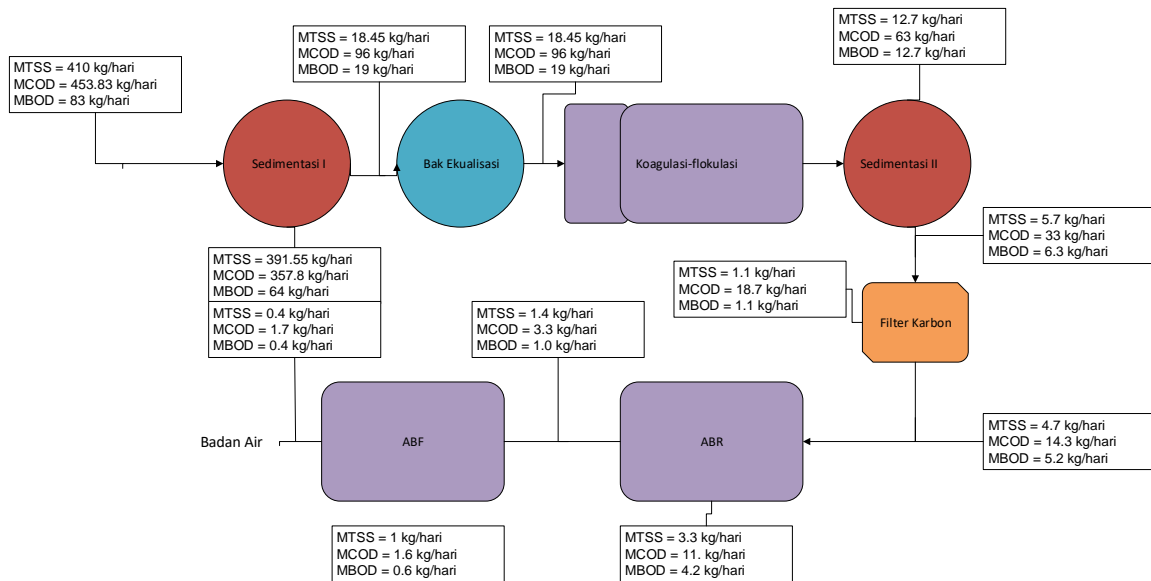 MTSS = 410 kg/hari
MCOD = 453.83 kg/hari
MBOD = 83 kg/hari
MTSS = 18.45 kg/hari
MCOD = 96 kg/hari
MBOD = 19 kg/hari
MTSS = 18.45 kg/hari
MCOD = 96 kg/hari
MBOD = 19 kg/hari
MTSS = 12.7 kg/hari
MCOD = 63 kg/hari
MBOD = 12.7 kg/hari
Sedimentasi I
Bak Ekualisasi
Koagulasi-flokulasi
Sedimentasi II
MTSS = 391.55 kg/hari
MCOD = 357.8 kg/hari
MBOD = 64 kg/hari
MTSS = 5.7 kg/hari
MCOD = 33 kg/hari
MBOD = 6.3 kg/hari
MTSS = 1.1 kg/hari
MCOD = 18.7 kg/hari
MBOD = 1.1 kg/hari
Filter Karbon
MTSS = 0.4 kg/hari
MCOD = 1.7 kg/hari
MBOD = 0.4 kg/hari
MTSS = 1.4 kg/hari
MCOD = 3.3 kg/hari
MBOD = 1.0 kg/hari
Badan Air
ABF
ABR
MTSS = 4.7 kg/hari
MCOD = 14.3 kg/hari
MBOD = 5.2 kg/hari
MTSS = 1 kg/hari
MCOD = 1.6 kg/hari
MBOD = 0.6 kg/hari
MTSS = 3.3 kg/hari
MCOD = 11. kg/hari
MBOD = 4.2 kg/hari